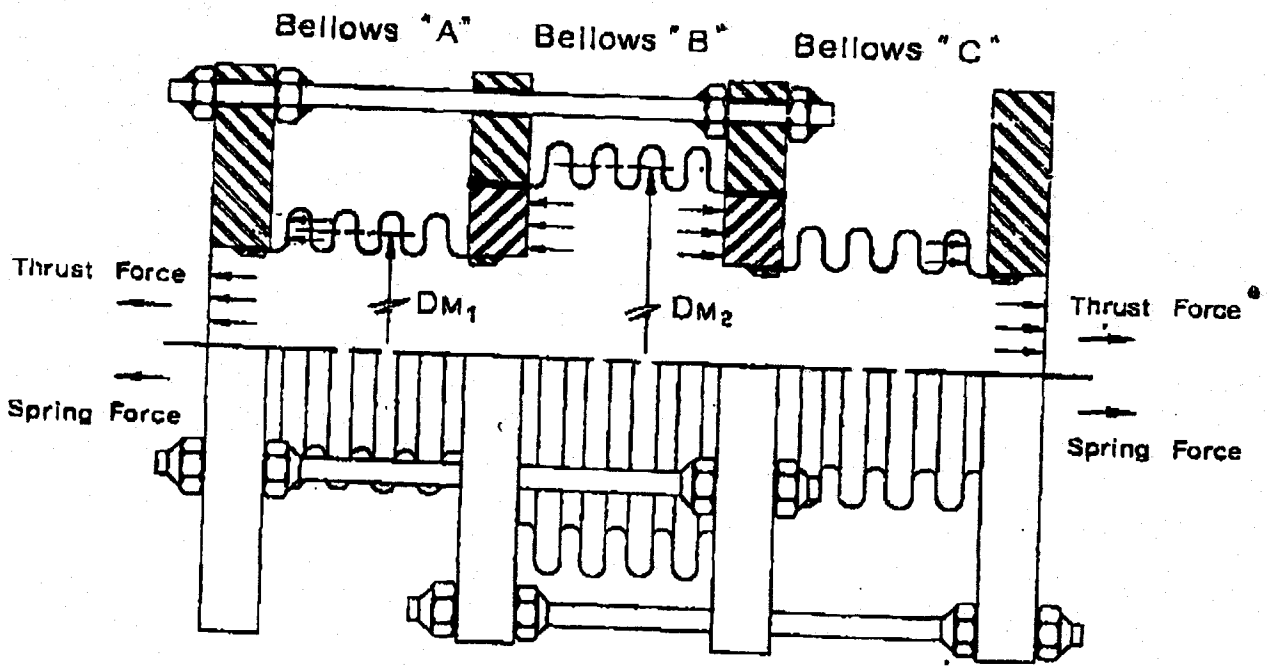 Bellows "A"
Bellows "B"
Bellows "C"
Thrust Force
DM1
DM2
Thrust Force
Spring Force
Spring Force